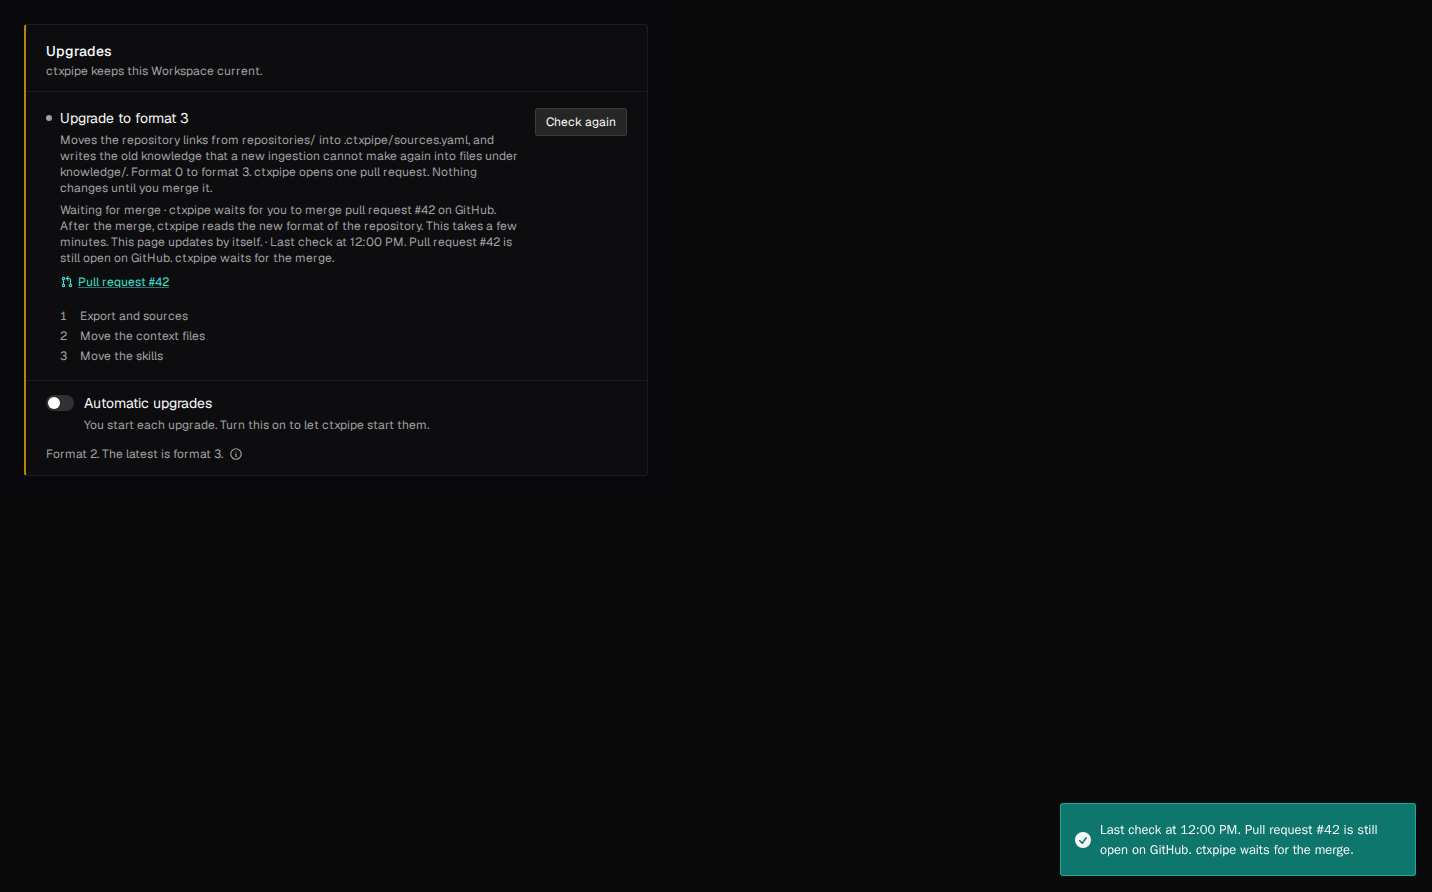 Upgrades
ctxpipe keeps this Workspace current.
Upgrade to format 3
Check again
Moves the repository links from repositories/ into .ctxpipe/sources.yaml, and
writes the old knowledge that a new ingestion cannot make again into files under
knowledge/. Format 0 to format 3. ctxpipe opens one pull request. Nothing
changes until you merge it.
Waiting for merge · ctxpipe waits for you to merge pull request #42 on GitHub.
After the merge, ctxpipe reads the new format of the repository. This takes a few
minutes. This page updates by itself. · Last check at 12:00 PM. Pull request #42 is
still open on GitHub. ctxpipe waits for the merge.
Pull request #42
1 Export and sources
2 Move the context files
3 Move the skills
Automatic upgrades
You start each upgrade. Turn this on to let ctxpipe start them.
Format 2. The latest is format 3.
Last check at 12:00 PM. Pull request #42 is still
open on GitHub. ctxpipe waits for the merge.